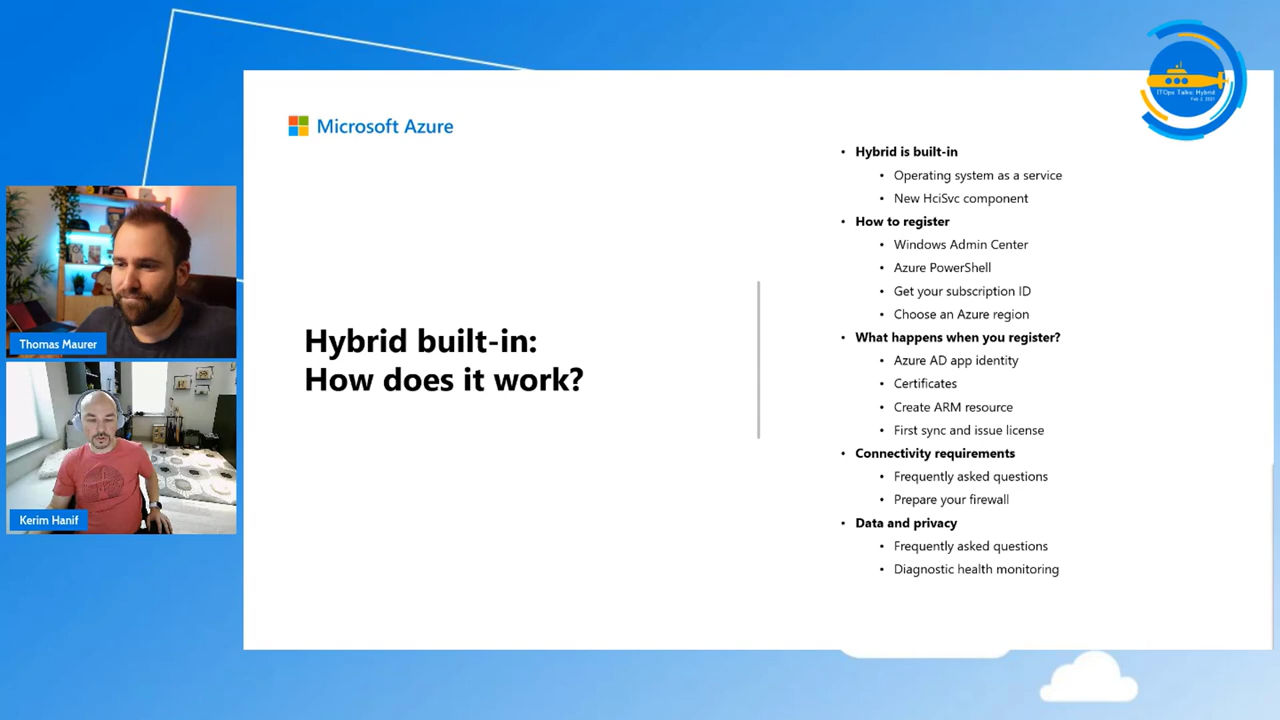 ITOps Talks: Hybrid
Feb 2, 2021
Microsoft Azure
Thomas Maurer
Kerim Hanif
Hybrid built-in:
How does it work?
• Hybrid is built-in
• Operating system as a service
• New HciSvc component
• How to register
• Windows Admin Center
• Azure PowerShell
• Get your subscription ID
• Choose an Azure region
• What happens when you register?
• Azure AD app identity
• Certificates
• Create ARM resource
• First sync and issue license
• Connectivity requirements
• Frequently asked questions
• Prepare your firewall
• Data and privacy
• Frequently asked questions
• Diagnostic health monitoring